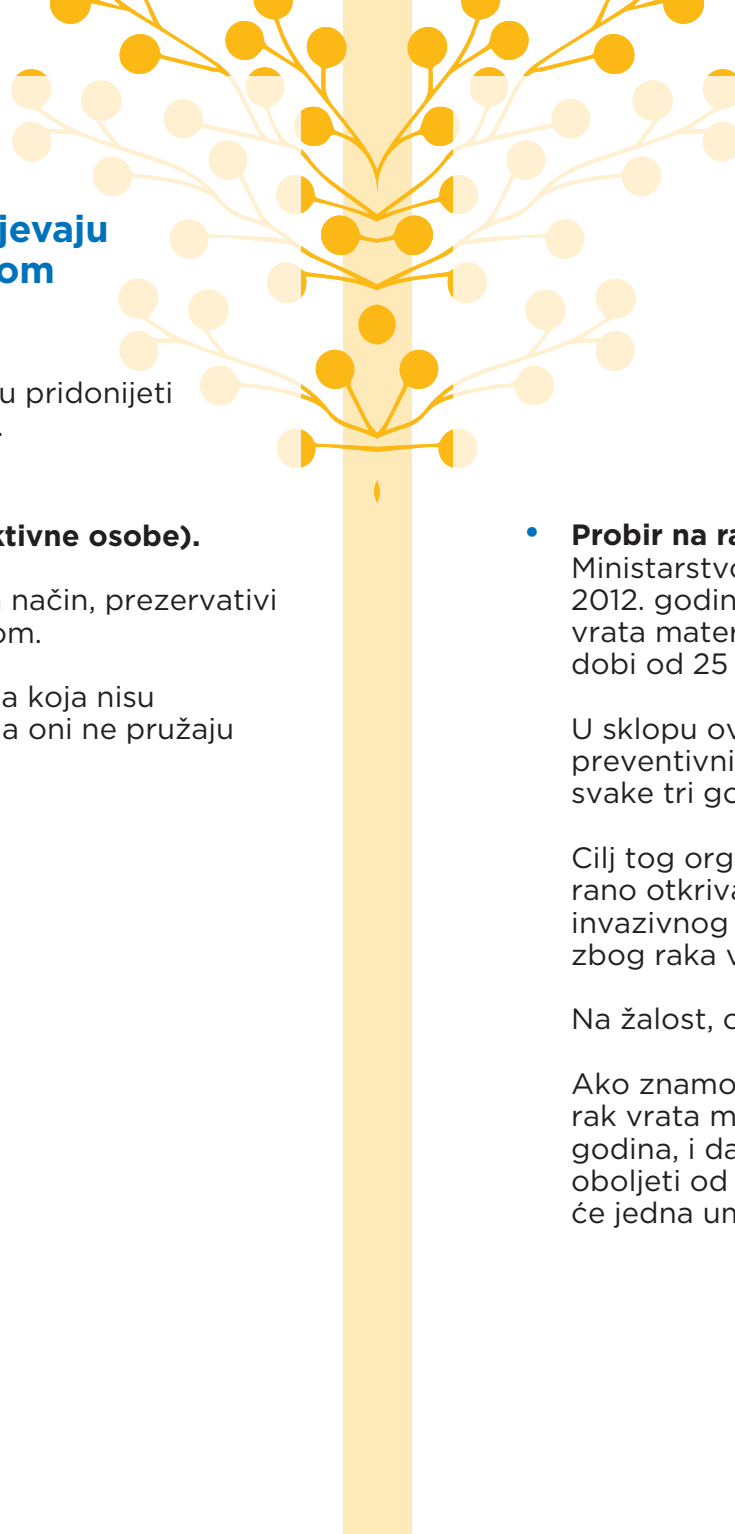 jevaju
om
u pridonijeti
.
ktivne osobe).
način, prezervativi
om.
a koja nisu
a oni ne pružaju
• Probir na ra
Ministarstvo
2012. godin
vrata mater
dobi od 25
U sklopu ov
preventivni
svake tri go
Cilj tog org
rano otkriva
invazivnog
zbog raka v
Na žalost, o
Ako znamo
rak vrata m
godina, i da
oboljeti od
će jedna um